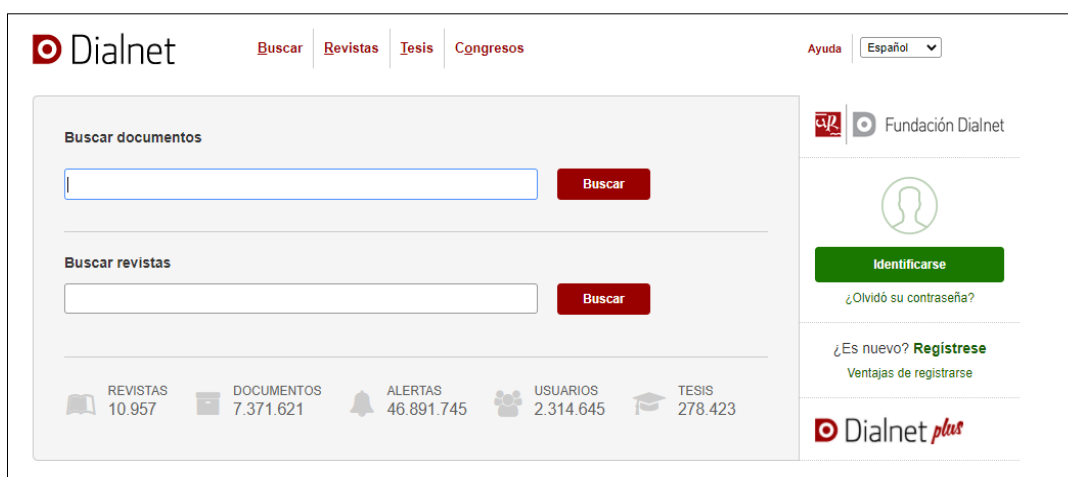 Dialnet
Buscar Revistas Tesis Congresos
Ayuda Español
Buscar documentos
Buscar
Buscar revistas
Buscar
REVISTAS
10.957
DOCUMENTOS
7.371.621
ALERTAS
46.891.745
USUARIOS
2.314.645
TESIS
278.423
UR Fundación Dialnet
Identificarse
¿Olvidó su contraseña?
¿Es nuevo? Regístrese
Ventajas de registrarse
Dialnet plus